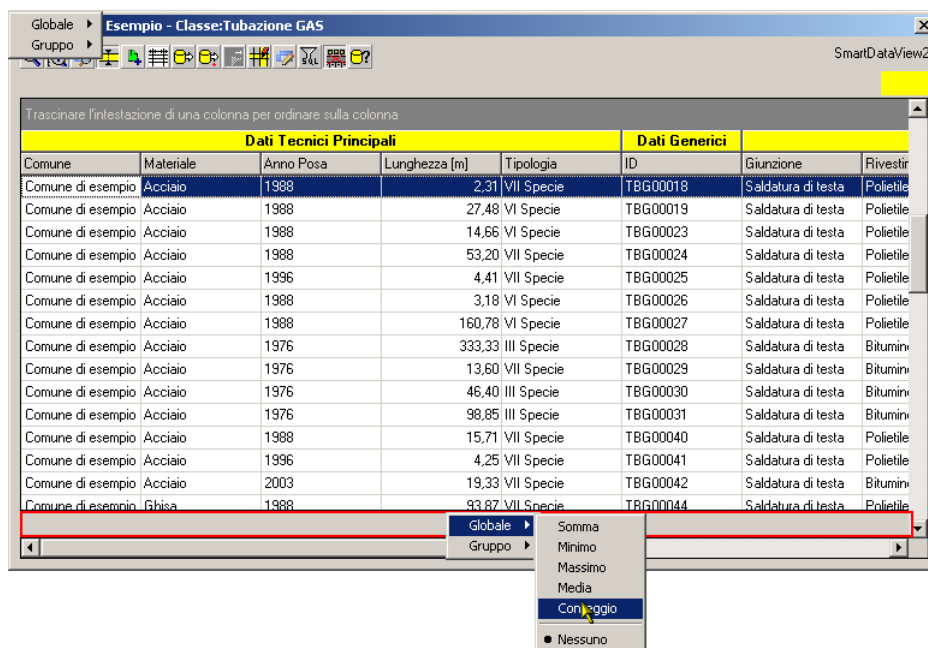 Globale
Gruppo
Esempio - Classe:Tubazione GAS
SQL
SmartDataView2
Trascinare l'intestazione di una colonna per ordinare sulla colonna
Dati Tecnici Principali Dati Generici
Comune Materiale Anno Posa Lunghezza [m] Tipologia ID Giunzione Rivestir
Comune di esempio Acciaio 1988 2,31 VII Specie TBG00018 Saldatura di testa Polietile
Comune di esempio Acciaio 1988 27,48 VI Specie TBG00019 Saldatura di testa Polietile
Comune di esempio Acciaio 1988 14,66 VI Specie TBG00023 Saldatura di testa Polietile
Comune di esempio Acciaio 1988 53,20 VII Specie TBG00024 Saldatura di testa Polietile
Comune di esempio Acciaio 1996 4,41 VII Specie TBG00025 Saldatura di testa Polietile
Comune di esempio Acciaio 1988 3,18 VI Specie TBG00026 Saldatura di testa Polietile
Comune di esempio Acciaio 1988 160,78 VI Specie TBG00027 Saldatura di testa Polietile
Comune di esempio Acciaio 1976 333,33 III Specie TBG00028 Saldatura di testa Bitumin
Comune di esempio Acciaio 1976 13,60 VII Specie TBG00029 Saldatura di testa Bitumin
Comune di esempio Acciaio 1976 46,40 III Specie TBG00030 Saldatura di testa Bitumin
Comune di esempio Acciaio 1976 98,85 III Specie TBG00031 Saldatura di testa Bitumin
Comune di esempio Acciaio 1988 15,71 VII Specie TBG00040 Saldatura di testa Polietile
Comune di esempio Acciaio 1996 4,25 VII Specie TBG00041 Saldatura di testa Polietile
Comune di esempio Acciaio 2003 19,33 VII Specie TBG00042 Saldatura di testa Bitumin
Comune di esempio Ghisa 1988 93,87 VII Specie TBG00044 Saldatura di testa Polietile
Globale
Gruppo
Somma
Minimo
Massimo
Media
Conteggio
Nessuno